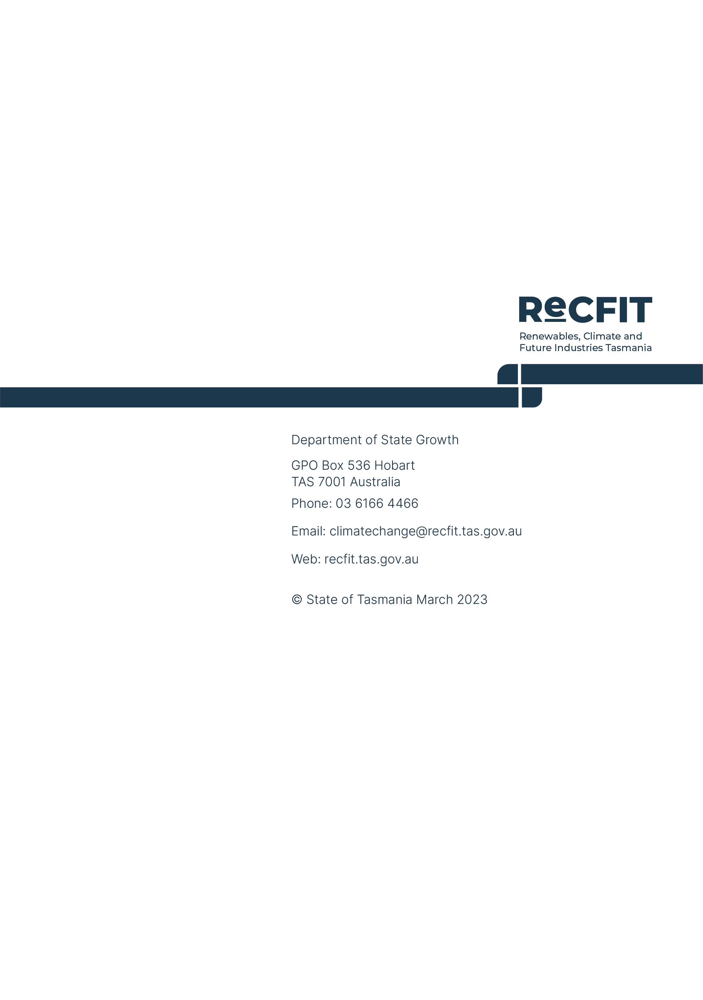 ReCFIT
Renewables, Climate and
Future Industries Tasmania
Department of State Growth
GPO Box 536 Hobart
TAS 7001 Australia
Phone: 03 6166 4466
Email: climatechange@recfit.tas.gov.au
Web: recfit.tas.gov.au
© State of Tasmania March 2023